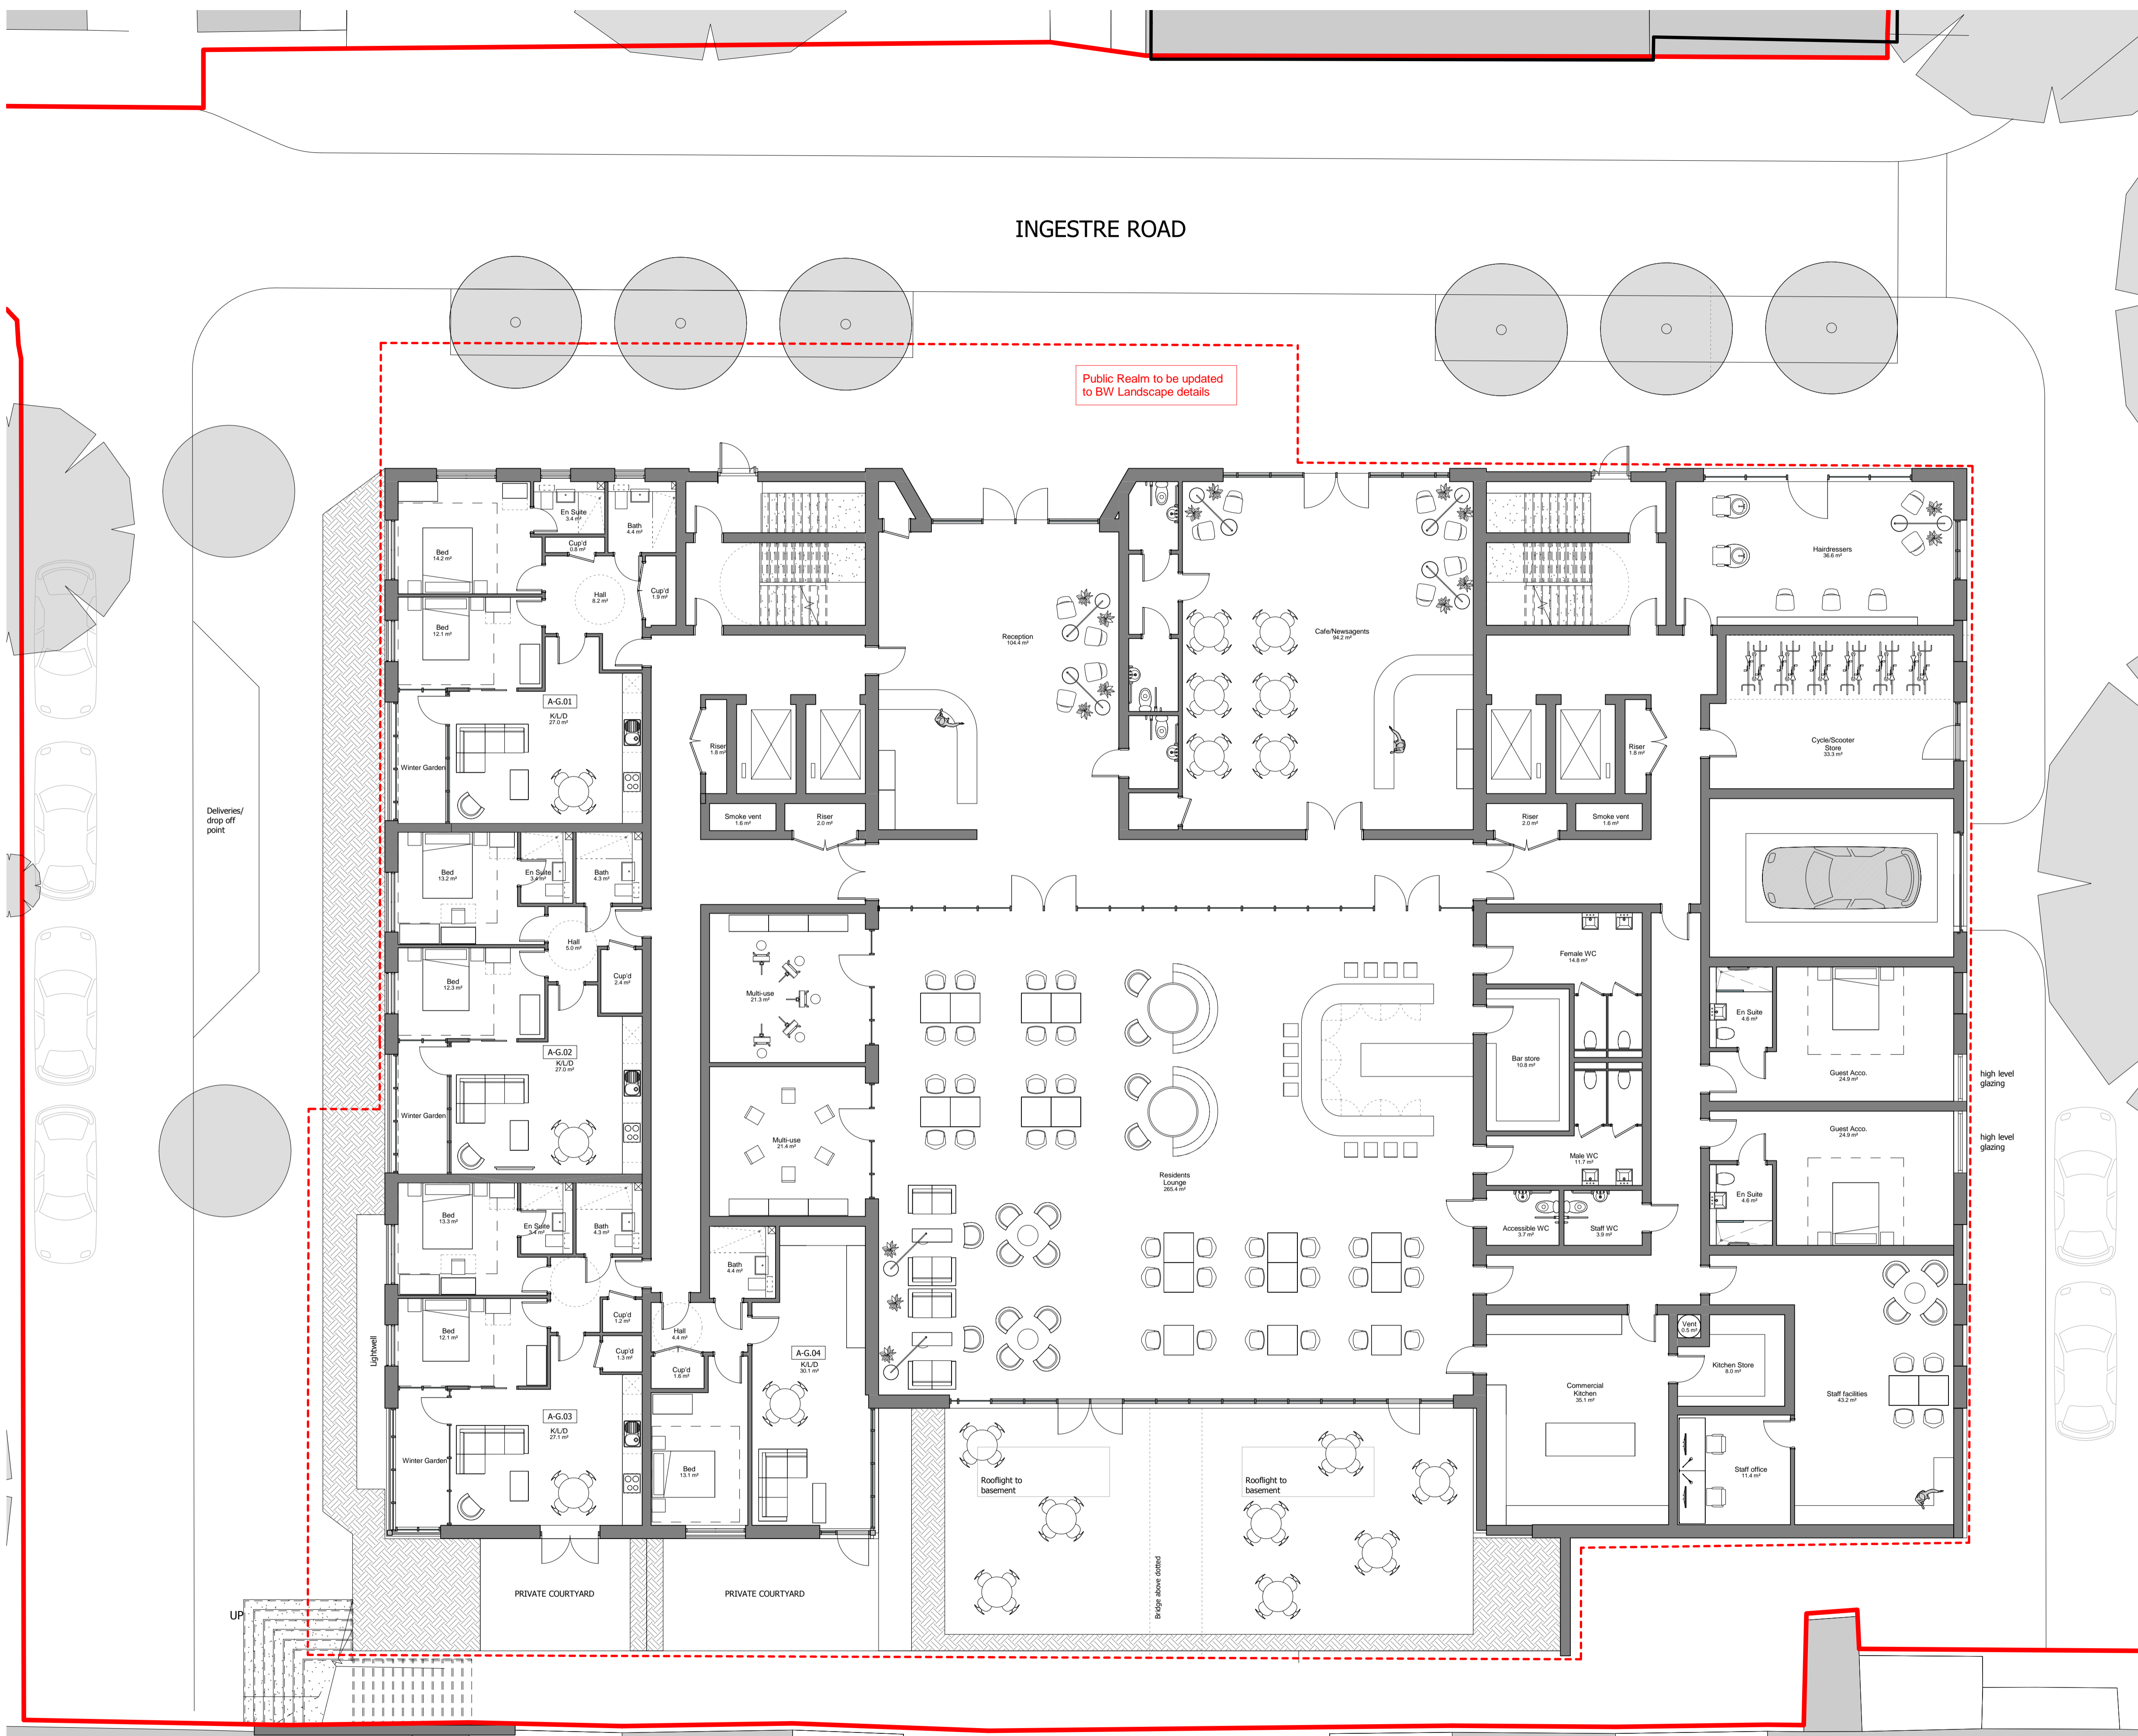 INGESTRE ROAD
Public Realm to be updated
to BW Landscape details
En Suite
3.4 m²
Bath
4.4 m²
Bed
14.2 m²
Cup'd
0.8 m²
Hall
8.2 m²
Cup'd
1.9 m²
Bed
12.1 m²
A-G.01
K/L/D
27.0 m²
Winter Garden
Riser
1.8 m²
Smoke vent
1.6 m²
Riser
2.0 m²
Reception
104.4 m²
Cafe/Newsagents
94.2 m²
Hairdressers
36.6 m²
Cycle/Scooter
Store
33.3 m²
Riser
1.8 m²
Riser
2.0 m²
Smoke vent
1.6 m²
Deliveries/
drop off
point
Bed
13.2 m²
En Suite
3.4 m²
Bath
4.3 m²
Hall
5.0 m²
Cup'd
2.4 m²
Bed
12.3 m²
A-G.02
K/L/D
27.0 m²
Winter Garden
Multi-use
21.3 m²
Multi-use
21.4 m²
Residents
Lounge
265.4 m²
Female WC
14.8 m²
Bar store
10.8 m²
Male WC
11.7 m²
Accessible WC
3.7 m²
Staff WC
3.9 m²
En Suite
4.6 m²
Guest Acco.
24.9 m²
high level
glazing
Guest Acco.
24.9 m²
high level
glazing
En Suite
4.6 m²
Bed
13.3 m²
En Suite
3.4 m²
Bath
4.3 m²
Bath
4.4 m²
Cup'd
1.2 m²
Hall
4.4 m²
Bed
12.1 m²
Cup'd
1.3 m²
Cup'd
1.6 m²
A-G.04
K/L/D
30.1 m²
Lightwell
A-G.03
K/L/D
27.1 m²
Winter Garden
Bed
13.1 m²
Vent
0.5 m²
Kitchen Store
8.0 m²
Commercial
Kitchen
35.1 m²
Staff facilities
43.2 m²
Staff office
11.4 m²
Rooflight to
basement
Rooflight to
basement
Bridge above dotted
PRIVATE COURTYARD
PRIVATE COURTYARD
UP